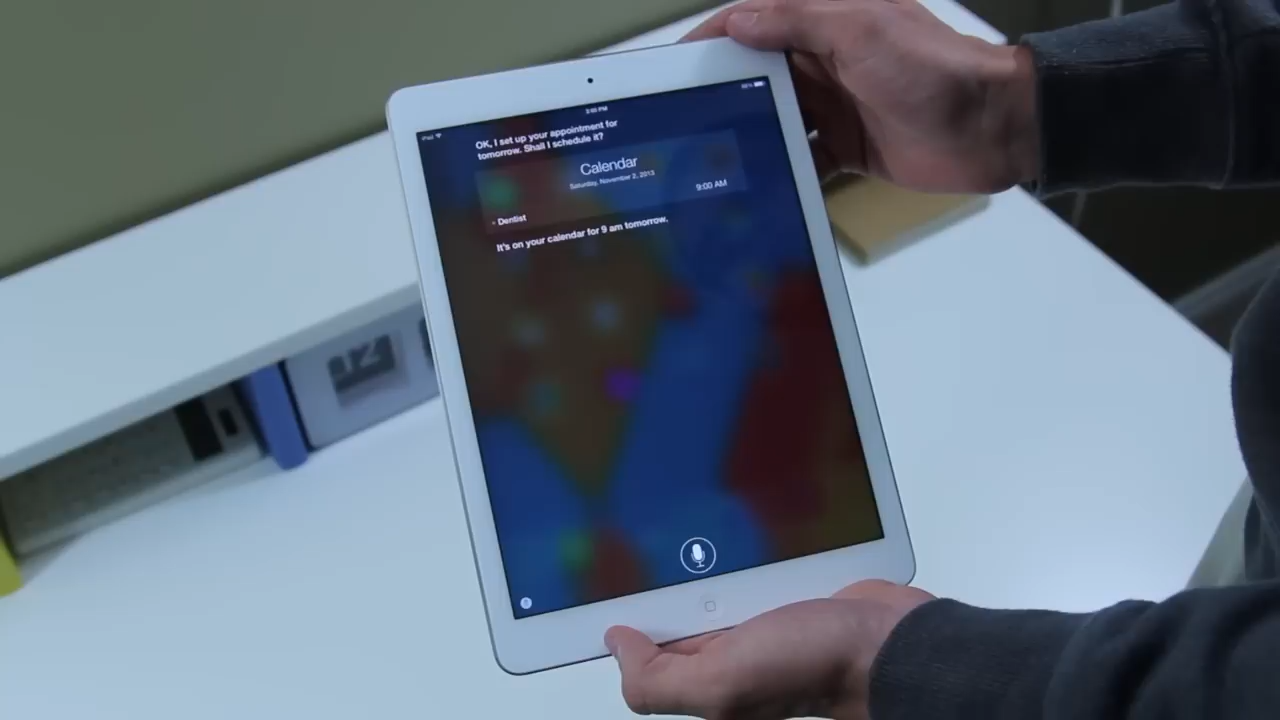 iPad
OK, I set up your appointment for
tomorrow. Shall I schedule it?
Calendar
Saturday, November 2, 2013
9:00 AM
Dentist
It's on your calendar for 9 am tomorrow.
?